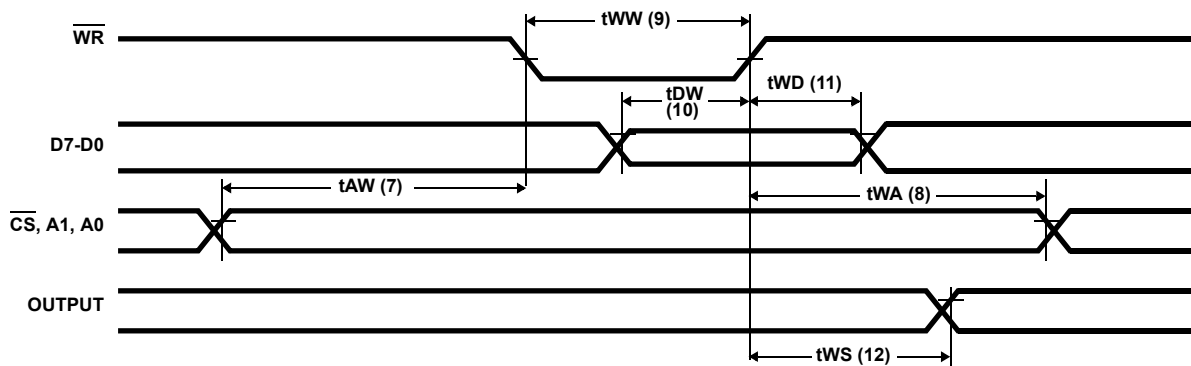 tWW (9)
WR
tWD (11)
tDW
(10)
D7-D0
tAW (7)
tWA (8)
CS, A1, A0
OUTPUT
tWS (12)